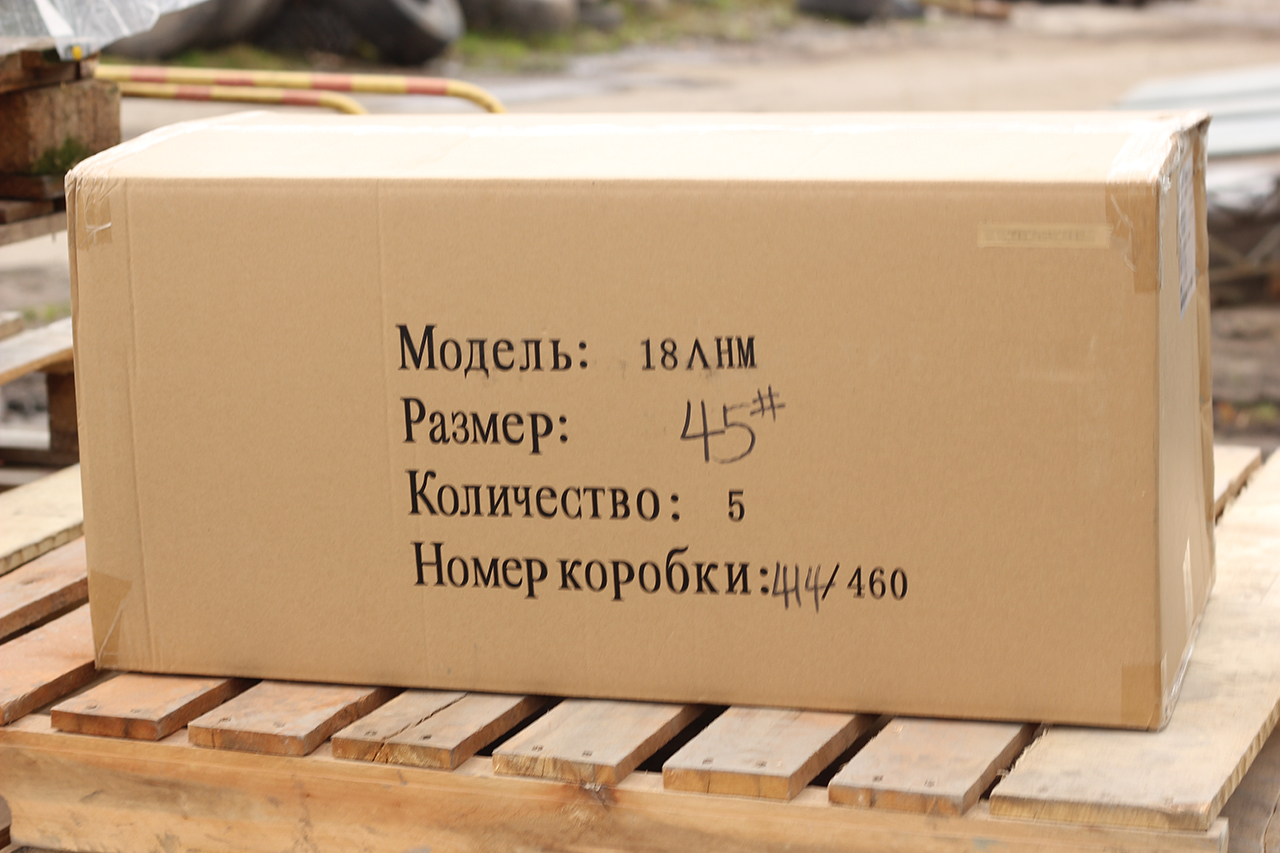 Модель: 18ЛНМ
Размер: 45#
Количество: 5
Номер коробки: 414/460